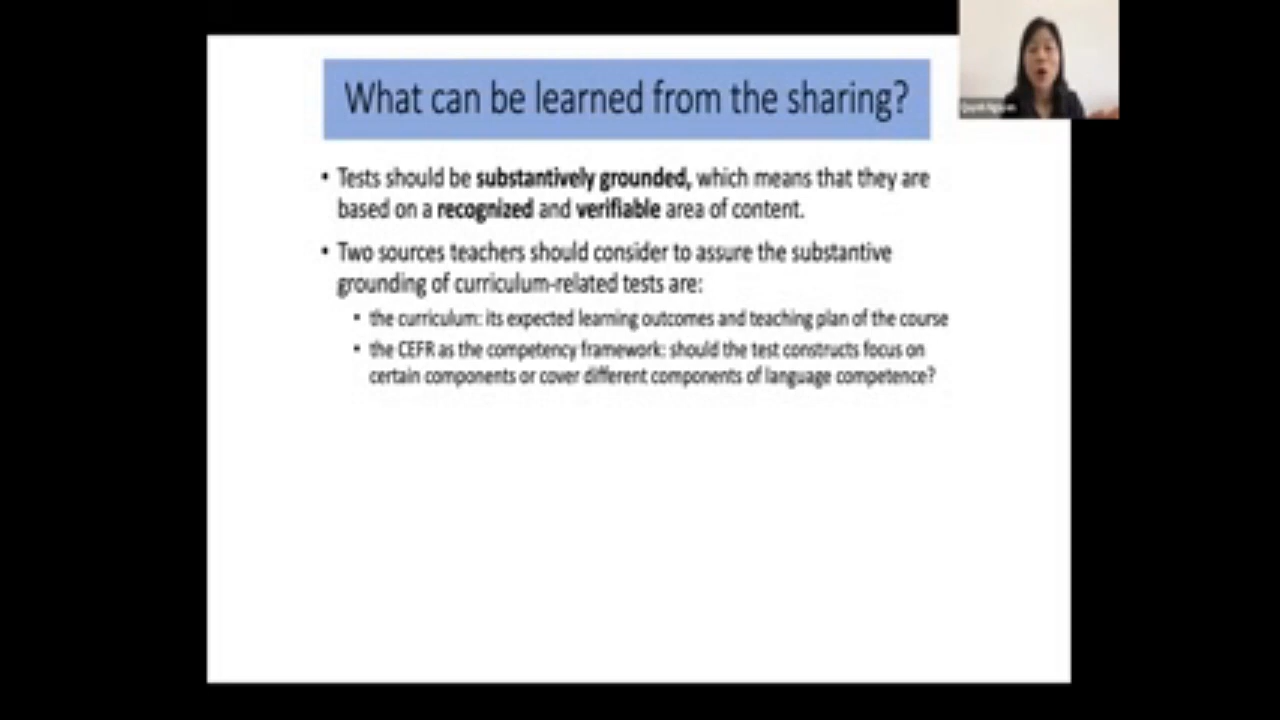 What can be learned from the sharing?
• Tests should be substantively grounded, which means that they are
based on a recognized and verifiable area of content.
• Two sources teachers should consider to assure the substantive
grounding of curriculum-related tests are:
• the curriculum: its expected learning outcomes and teaching plan of the course
• the CEFR as the competency framework: should the test constructs focus on
certain components or cover different components of language competence?